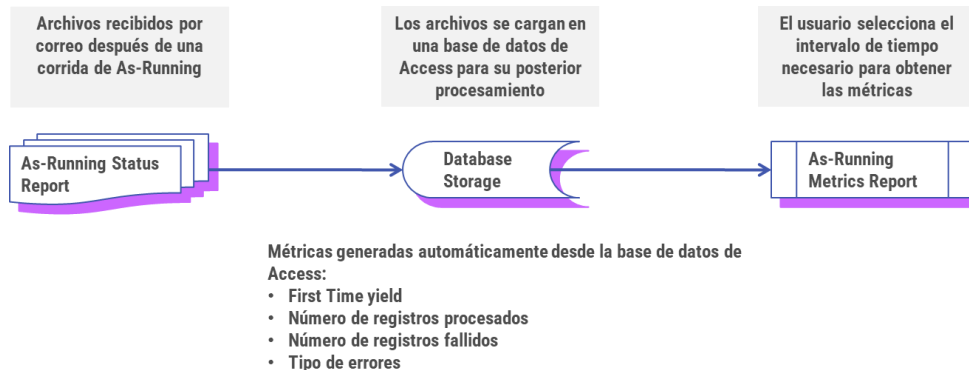 Archivos recibidos por
correo después de una
corrida de As-Running
Los archivos se cargan en
una base de datos de
Access para su posterior
procesamiento
El usuario selecciona el
intervalo de tiempo
necesario para obtener
las métricas
As-Running Status
Report
Database
Storage
As-Running
Metrics Report
Métricas generadas automáticamente desde la base de datos de
Access:
• First Time yield
• Número de registros procesados
• Número de registros fallidos
• Tipo de errores